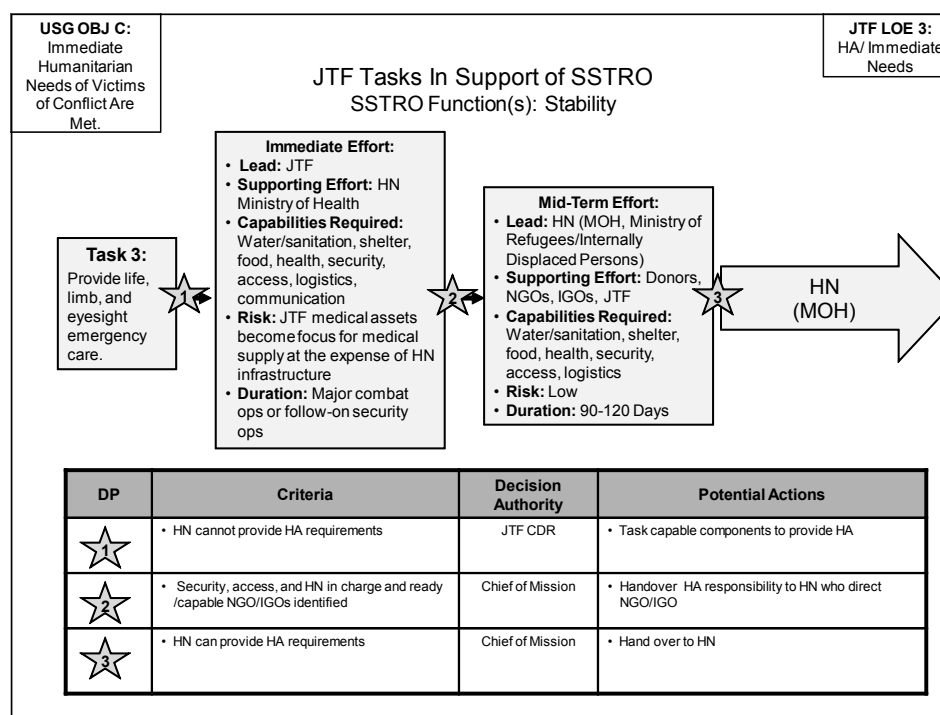 USG OBJ C:
Immediate
Humanitarian
Needs of Victims
of Conflict Are
Met.
JTF LOE 3:
HA/ Immediate
Needs
JTF Tasks In Support of SSTRO
SSTRO Function(s): Stability
Task 3:
Provide life,
limb, and
eyesight
emergency
care.
1
Immediate Effort:
• Lead: JTF
• Supporting Effort: HN
Ministry of Health
• Capabilities Required:
Water/sanitation, shelter,
food, health, security,
access, logistics,
communication
• Risk: JTF medical assets
become focus for medical
supply at the expense of HN
infrastructure
• Duration: Major combat
ops or follow-on security
ops
2
Mid-Term Effort:
• Lead: HN (MOH, Ministry of
Refugees/Internally
Displaced Persons)
• Supporting Effort: Donors,
NGOs, IGOs, JTF
• Capabilities Required:
Water/sanitation, shelter,
food, health, security,
access, logistics
• Risk: Low
• Duration: 90-120 Days
3
HN
(MOH)
DP Criteria Decision Authority Potential Actions
1 • HN cannot provide HA requirements JTF CDR • Task capable components to provide HA
2 • Security, access, and HN in charge and ready Chief of Mission • Handover HA responsibility to HN who direct
/capable NGO/IGOs identified NGO/IGO
3 • HN can provide HA requirements Chief of Mission • Hand over to HN